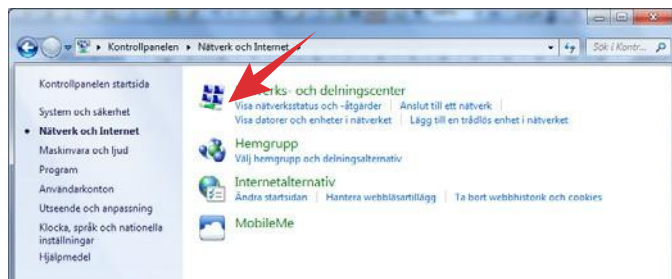 Kontrollpanelen ▸ Nätverk och Internet
Sök i Kontr...
Kontrollpanelen startsida
System och säkerhet
Nätverk och Internet
Maskinvara och ljud
Program
Användarkonton
Utseende och anpassning
Klocka, språk och nationella
inställningar
Hjälpmedel
och delningscenter
Visa nätverksstatus och -åtgärder | Anslut till ett nätverk
Visa datorer och enheter i nätverket | Lägg till en trådlös enhet i nätverket
Hemgrupp
Välj hemgrupp och delningsalternativ
Internetalternativ
Ändra startsidan | Hantera webbläsartillägg | Ta bort webbhistorik och cookies
MobileMe